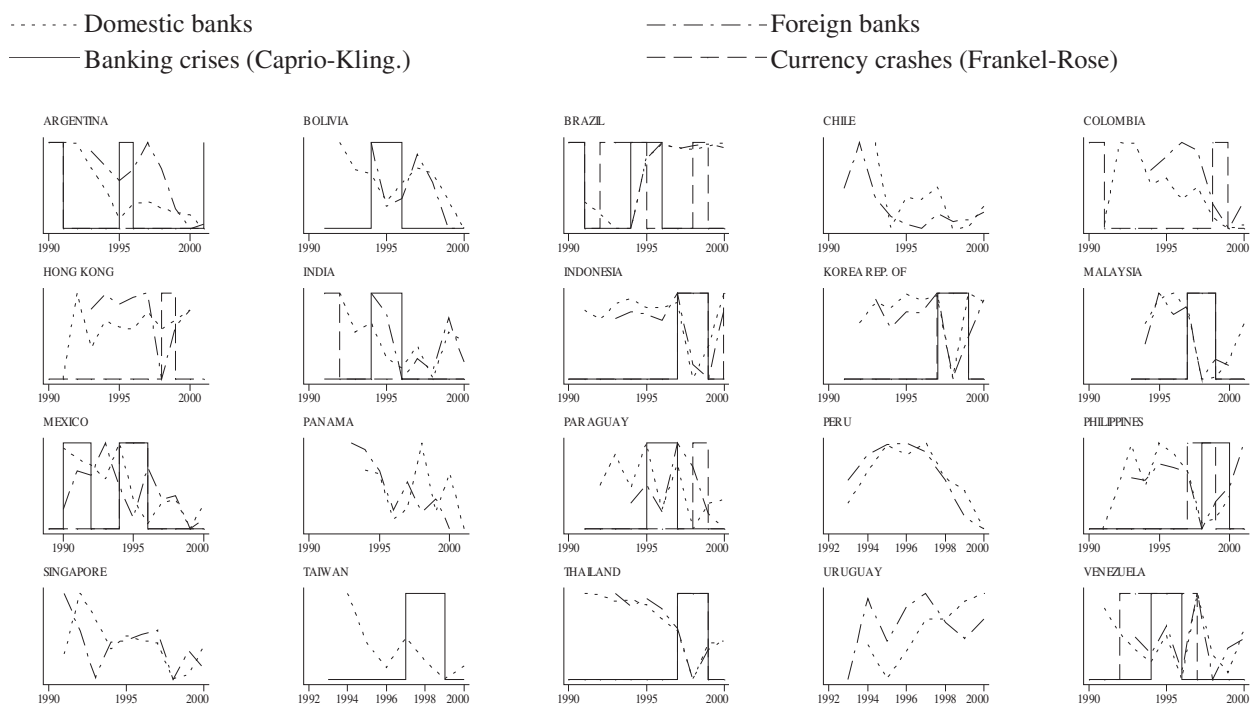 Domestic banks
Foreign banks
Banking crises (Caprio-Kling.)
Currency crashes (Frankel-Rose)
ARGENTINA
BOLIVIA
BRAZIL
CHILE
COLOMBIA
1990 1995 2000
1990 1995 2000
1990 1995 2000
1990 1995 2000
1990 1995 2000
HONG KONG
INDIA
INDONESIA
KOREA REP. OF
MALAYSIA
1990 1995 2000
1990 1995 2000
1990 1995 2000
1990 1995 2000
1990 1995 2000
MEXICO
PANAMA
PARAGUAY
PERU
PHILIPPINES
1990 1995 2000
1990 1995 2000
1990 1995 2000
1992 1994 1996 1998 2000
1990 1995 2000
SINGAPORE
TAIWAN
THAILAND
URUGUAY
VENEZUELA
1990 1995 2000
1992 1994 1996 1998 2000
1990 1995 2000
1992 1994 1996 1998 2000
1990 1995 2000